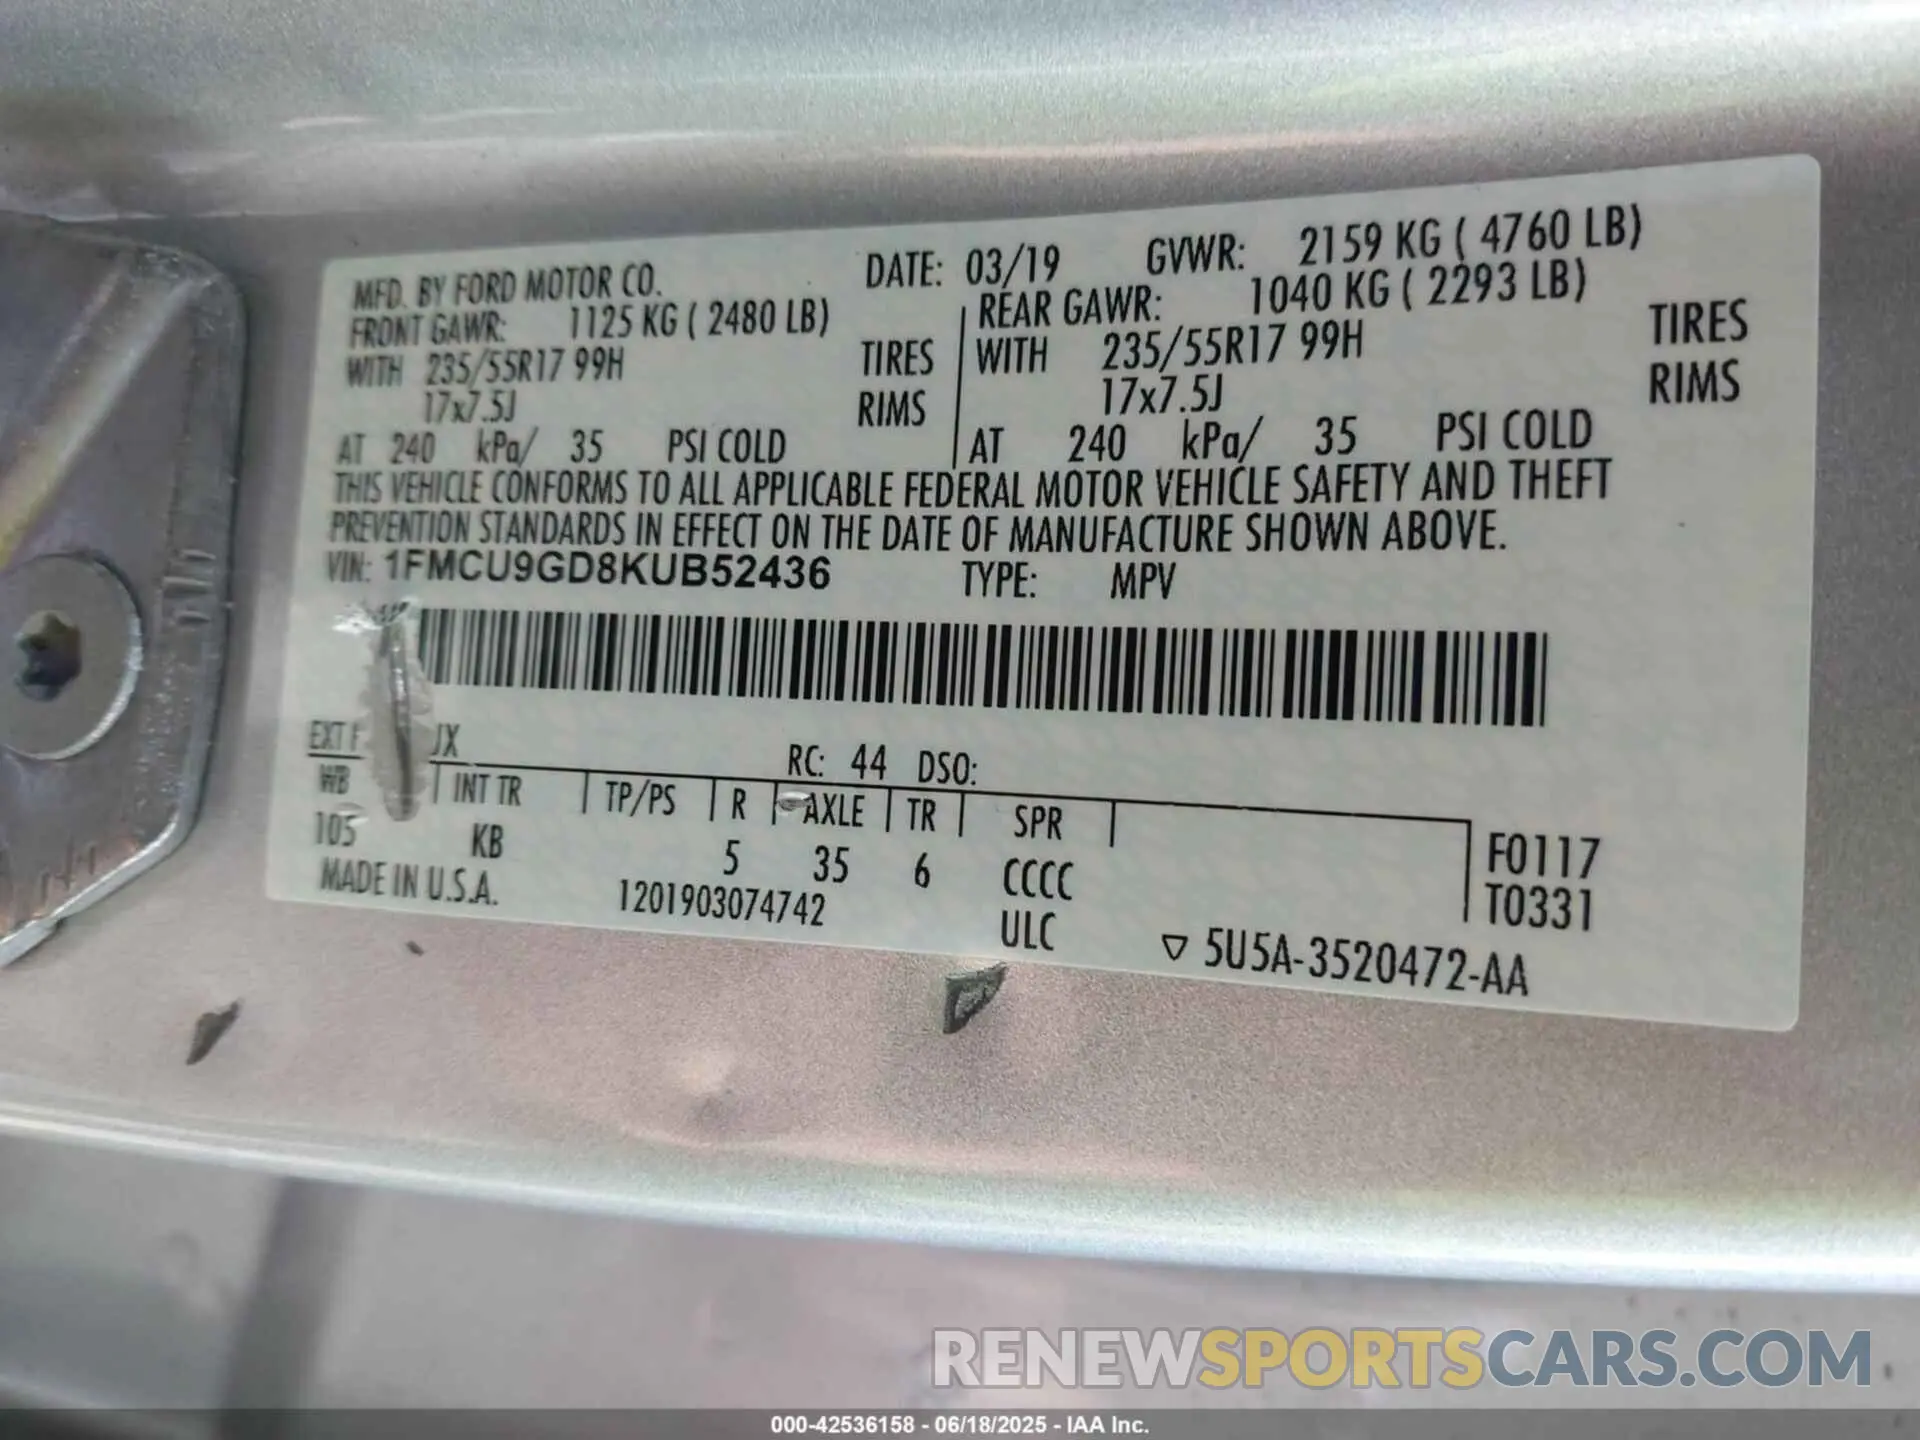 MFD. BY FORD MOTOR CO. DATE: 03/19 GVWR: 2159 KG ( 4760 LB)
FRONT GAWR: 1125 KG ( 2480 LB) REAR GAWR: 1040 KG ( 2293 LB)
WITH 235/55R17 99H TIRES WITH 235/55R17 99H TIRES
17x7.5J RIMS 17x7.5J RIMS
AT 240 kPa/ 35 PSI COLD AT 240 kPa/ 35 PSI COLD
THIS VEHICLE CONFORMS TO ALL APPLICABLE FEDERAL MOTOR VEHICLE SAFETY AND THEFT
PREVENTION STANDARDS IN EFFECT ON THE DATE OF MANUFACTURE SHOWN ABOVE.
VIN: 1FMCU9GD8KUB52436 TYPE: MPV
EXT RC: 44 DSO:
WB INT TR TP/PS R AXLE TR SPR
105 KB 5 35 6 CCCC F0117
MADE IN U.S.A. 1201903074742 ULC T0331
▽ 5U5A-3520472-AA
RENEWSPORTSCARS.COM
000-42536158 - 06/18/2025 - IAA Inc.